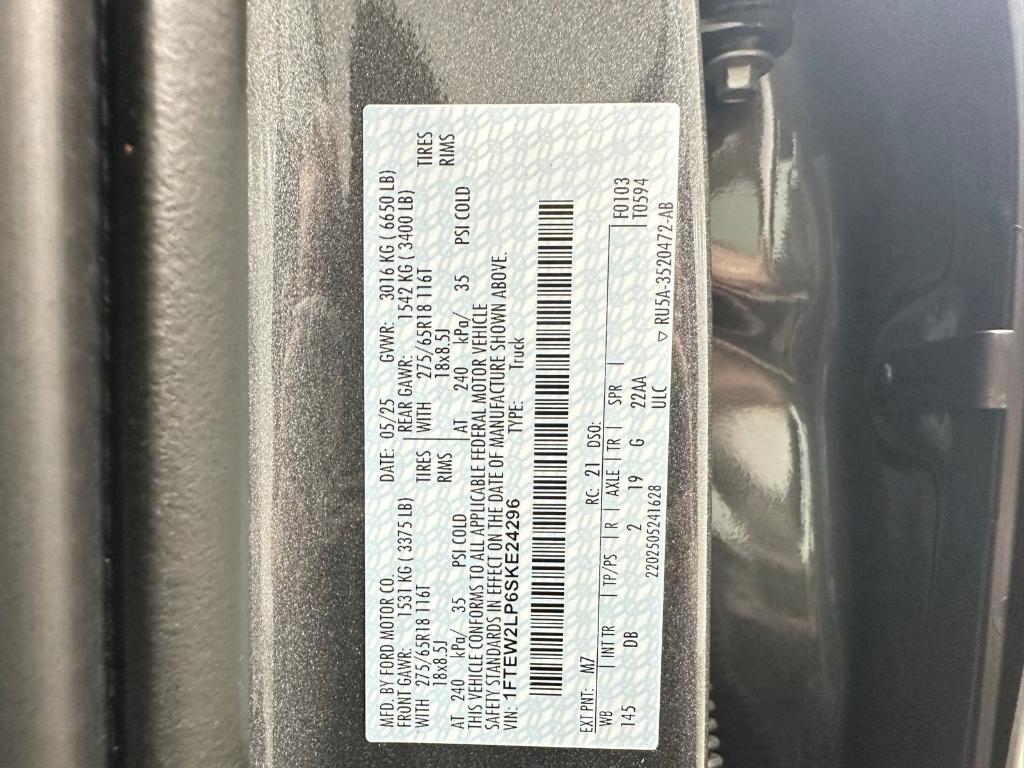 MFD. BY FORD MOTOR CO. DATE: 05/25 GVWR: 3016 KG ( 6650 LB)
FRONT GAWR: 1531 KG ( 3375 LB) REAR GAWR: 1542 KG ( 3400 LB)
WITH 275/65R18 116T TIRES WITH 275/65R18 116T TIRES
18x8.5J RIMS 18x8.5J RIMS
AT 240 kPa/ 35 PSI COLD AT 240 kPa/ 35 PSI COLD
THIS VEHICLE CONFORMS TO ALL APPLICABLE FEDERAL MOTOR VEHICLE
SAFETY STANDARDS IN EFFECT ON THE DATE OF MANUFACTURE SHOWN ABOVE.
VIN: 1FTEW2LP6SKE24296 TYPE: Truck
EXT PNT: M7 RC: 21 DSO: F0103
WB INT TR TP/PS R AXLE TR SPR T0594
145 DB 2 19 G 22AA
ULC
2202505241628 ▽ RU5A-3520472-AB